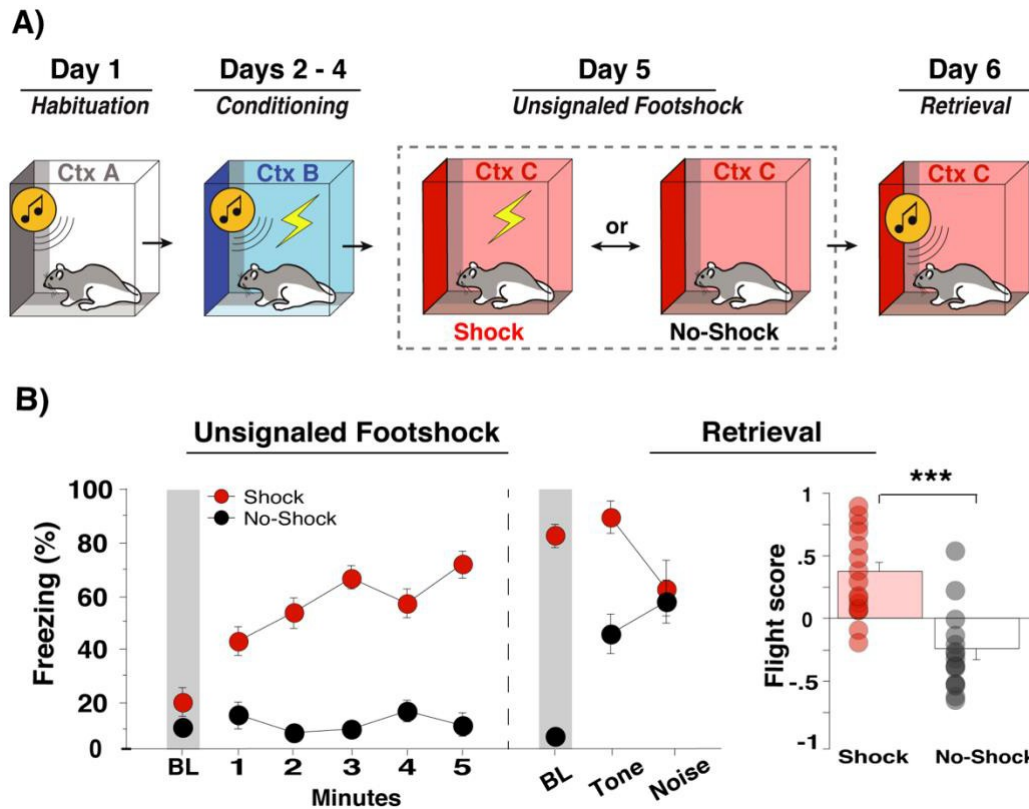 A)
Day 1
Habituation
Days 2 - 4
Conditioning
Day 5
Unsignaled Footshock
Day 6
Retrieval
Ctx A
Ctx B
Ctx C
Ctx C
Ctx C
or
Shock
No-Shock
B)
Unsignaled Footshock
Retrieval
Freezing (%)
100
80
60
40
20
0
Shock
No-Shock
BL 1 2 3 4 5
Minutes
BL Tone Noise
***
Flight score
1
.5
0
-.5
-1
Shock No-Shock